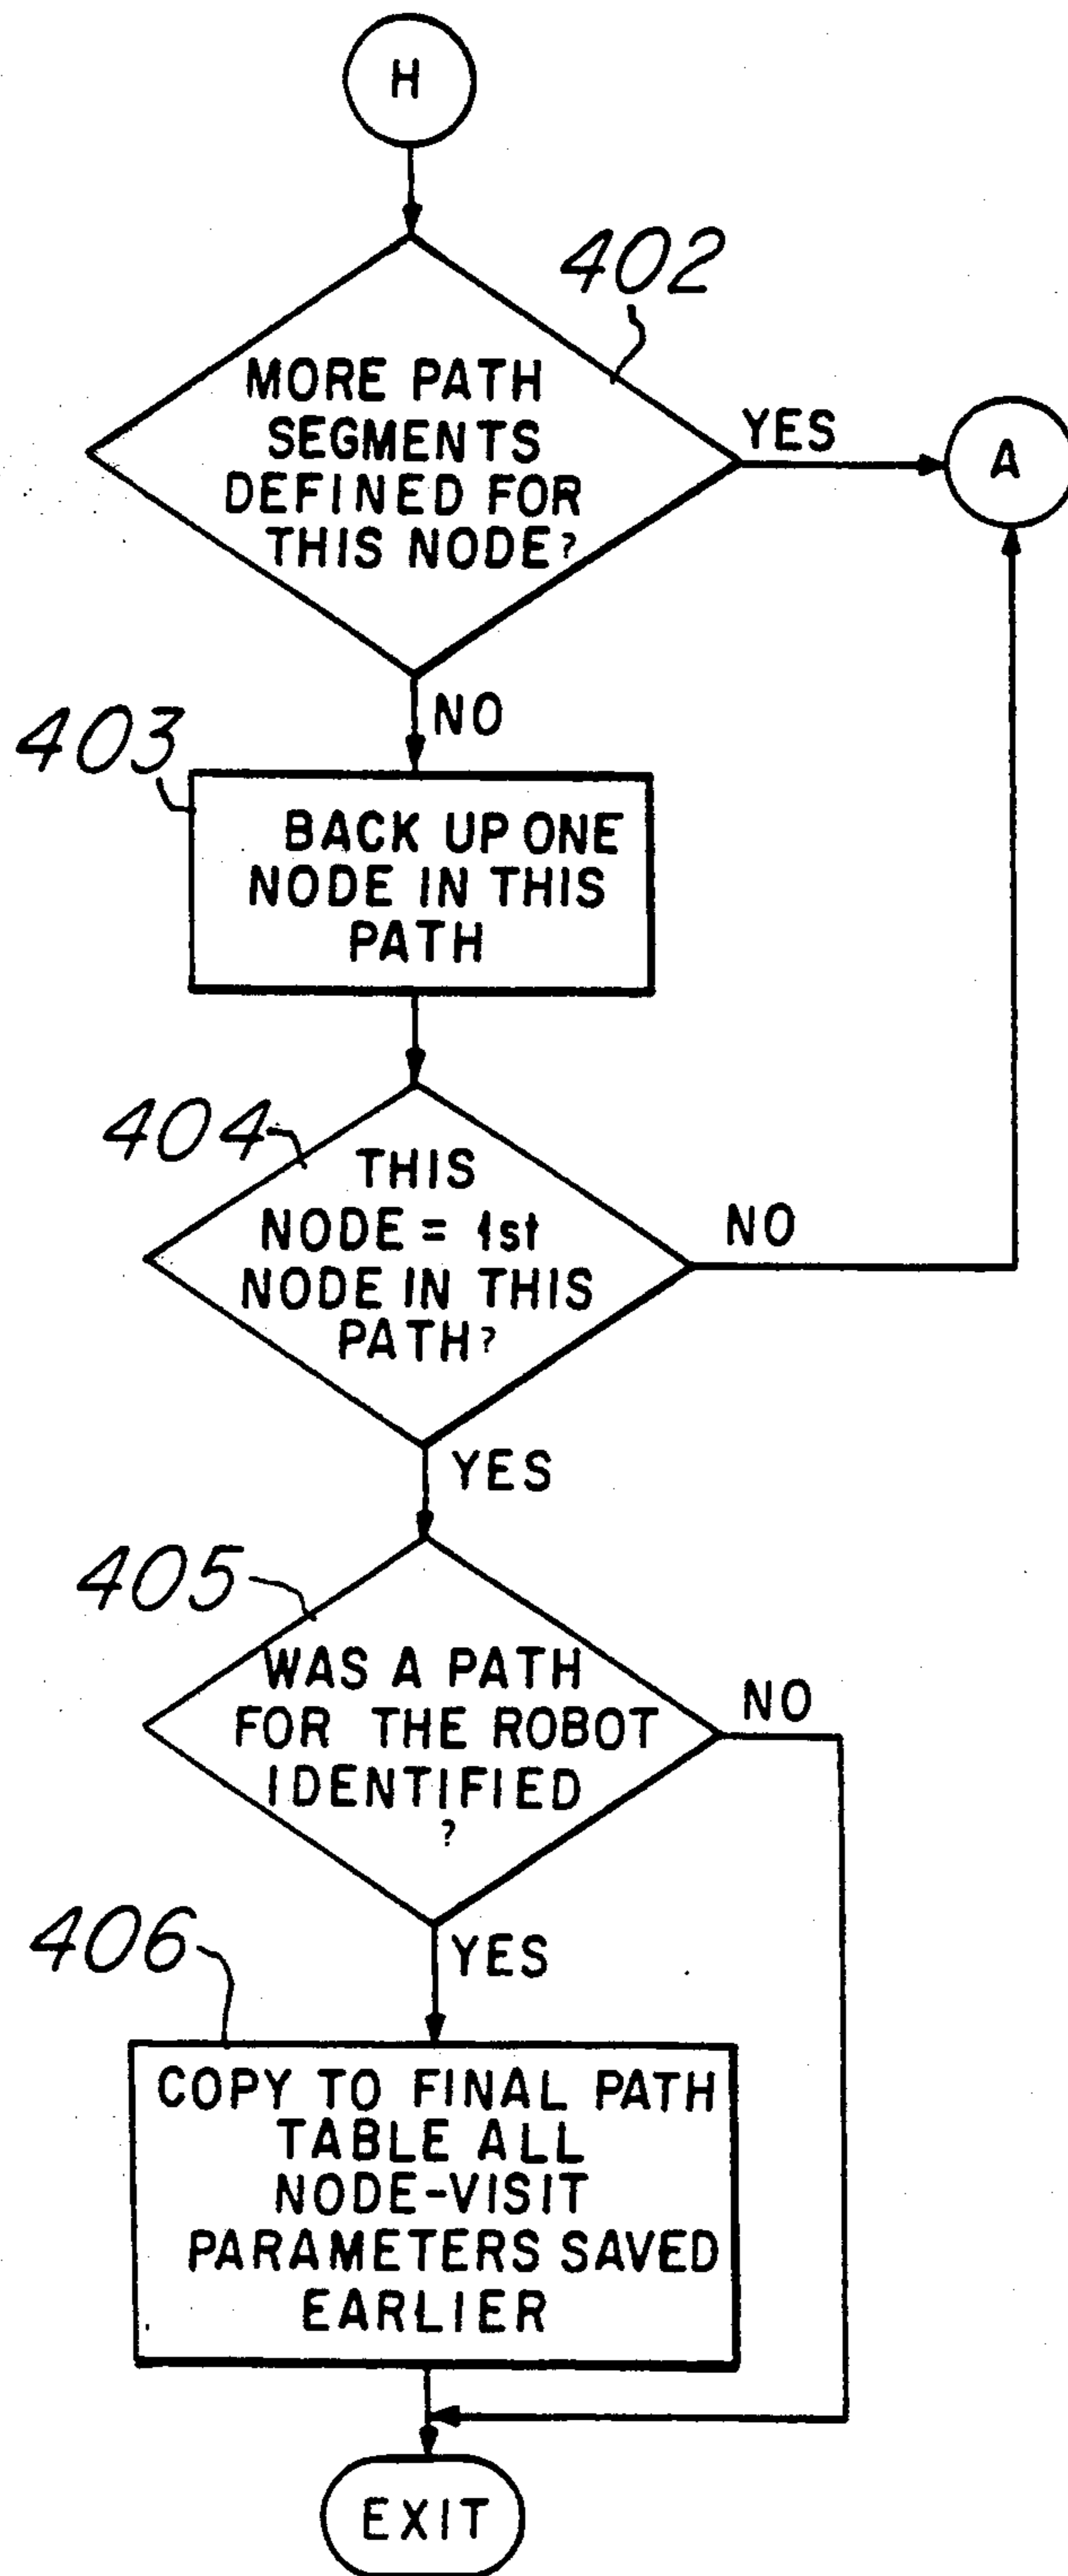 H
402
MORE PATH
SEGMENTS
DEFINED FOR
THIS NODE?
YES
A
NO
403
BACK UP ONE
NODE IN THIS
PATH
404
THIS
NODE = 1st
NODE IN THIS
PATH?
NO
YES
405
WAS A PATH
FOR THE ROBOT
IDENTIFIED
?
NO
YES
406
COPY TO FINAL PATH
TABLE ALL
NODE-VISIT
PARAMETERS SAVED
EARLIER
EXIT